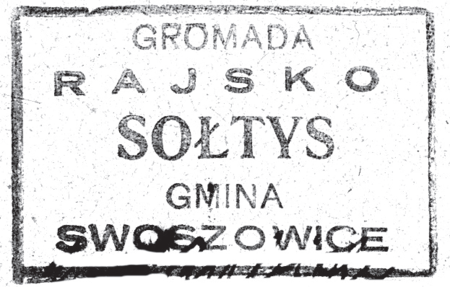 GROMADA
RAJSKO
SOŁTYS
GMINA
SWOSZOWICE